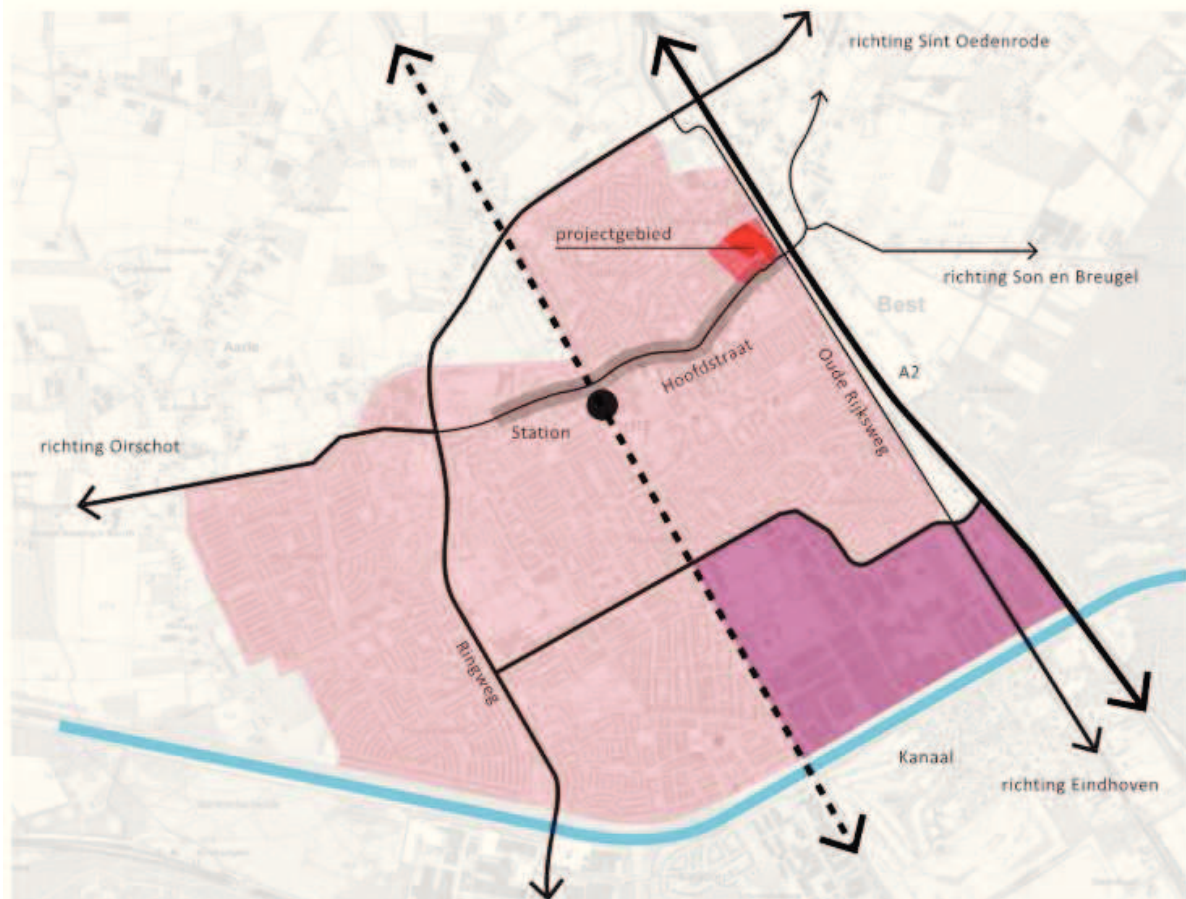 richting Sint Oedenrode
projectgebied
richting Son en Breugel
Best
Aarle
A2
Hoofdstraat
Oude Rijksweg
Station
richting Oirschot
Ringweg
Kanaal
richting Eindhoven